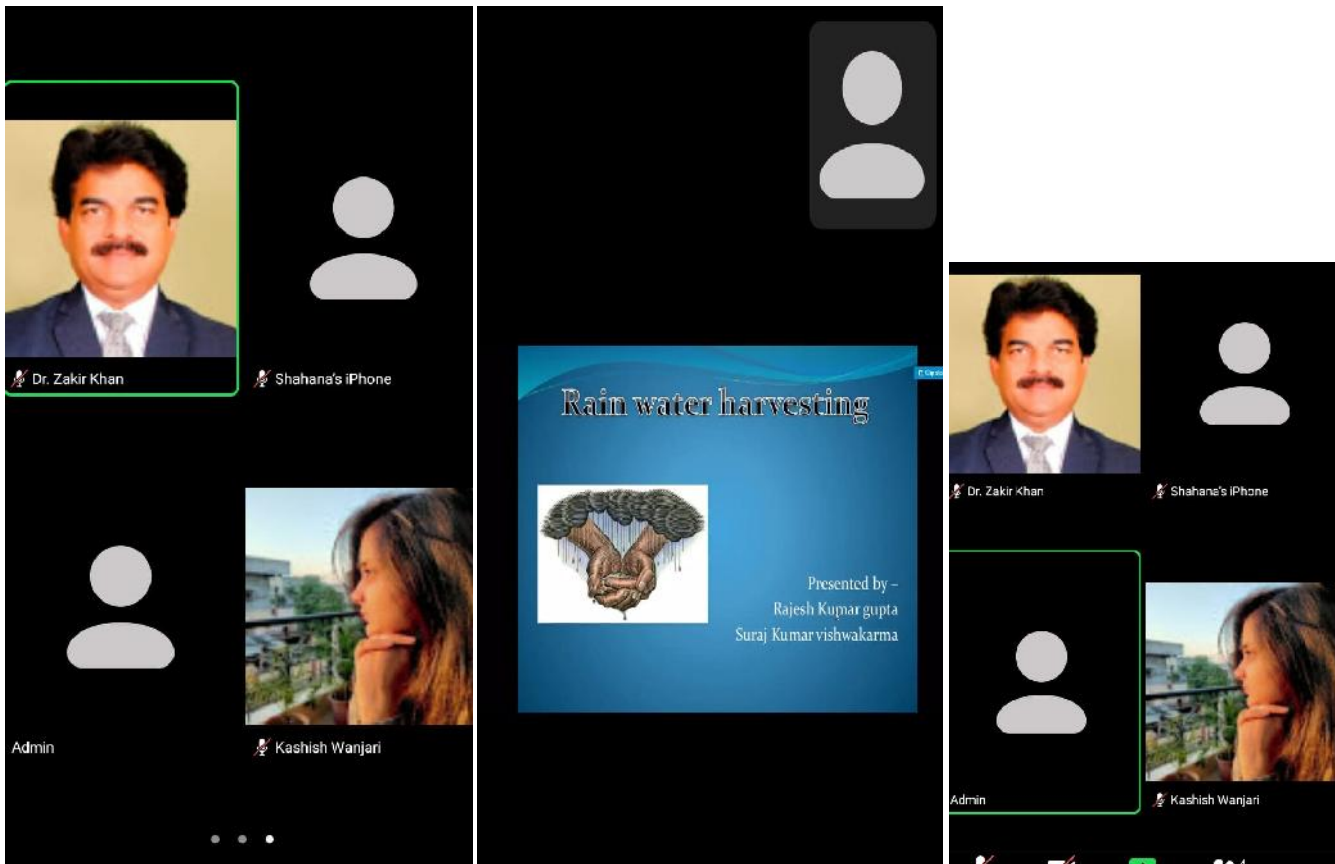 Dr. Zakir Khan
Shahana's iPhone
Admin
Kashish Wanjari
Rain water harvesting
Presented by –
Rajesh Kumar gupta
Suraj Kumar vishwakarma
Dr. Zakir Khan
Shahana's iPhone
Admin
Kashish Wanjari